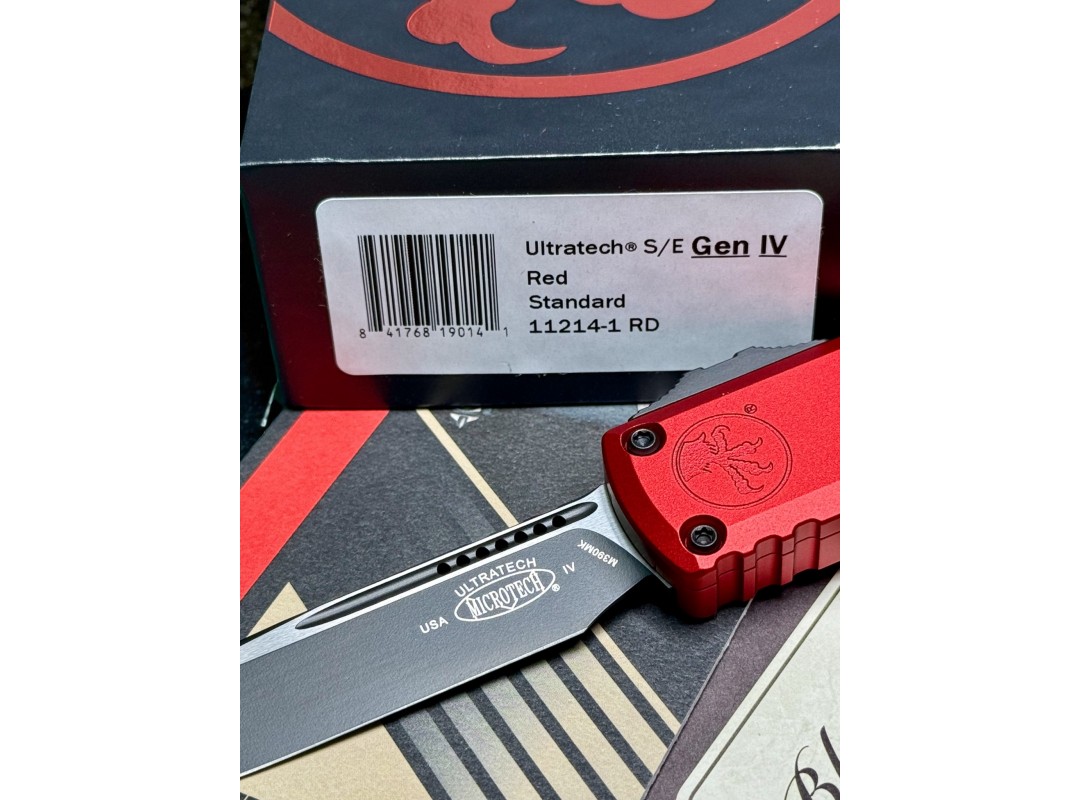 Ultratech® S/E Gen IV
Red
Standard
11214-1 RD
8 41768 19014 1
®
M390MK
ULTRATECH
IV
MICROTECH®
USA